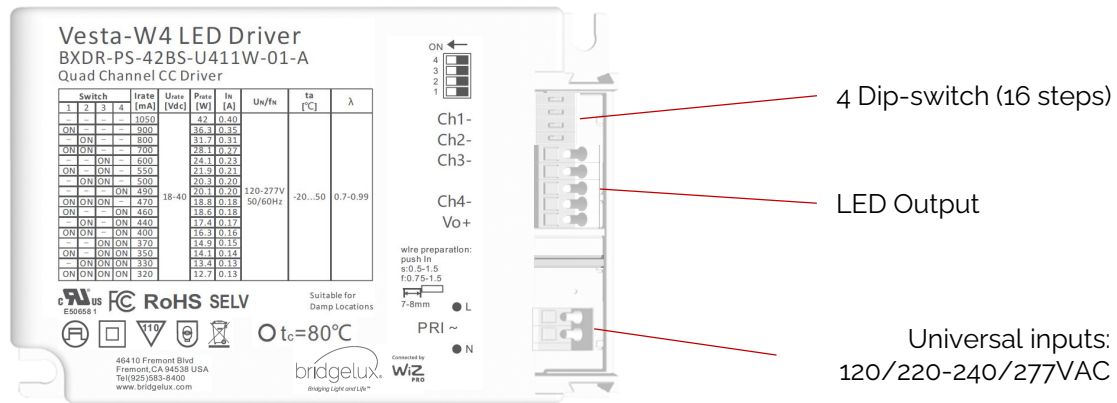 Vesta-W4 LED Driver
BXDR-PS-42BS-U411W-01-A
Quad Channel CC Driver
Switch Irate [mA] Urate [Vdc] Prate [W] IN [A] UN/fN ta [℃] λ
1 2 3 4
– – – – 1050 42 0.40
ON – – – 900 36.3 0.35
– ON – – 800 31.7 0.31
ON ON – – 700 28.1 0.27
– – ON – 600 24.1 0.23
ON – ON – 550 21.9 0.21
– ON ON – 500 20.3 0.20
– – – ON 490 20.1 0.20
ON ON ON – 470 18.8 0.18
ON – – ON 460 18.6 0.18
– ON – ON 440 17.4 0.17
ON ON – ON 400 16.3 0.16
– – ON ON 370 14.9 0.15
ON – ON ON 350 14.1 0.14
– ON ON ON 330 13.4 0.13
ON ON ON ON 320 12.7 0.13
18-40
120-277V
50/60Hz
-20...50
0.7-0.99
ON
4
3
2
1
Ch1-
Ch2-
Ch3-
Ch4-
Vo+
wire preparation:
push in
s:0.5-1.5
f:0.75-1.5
7-8mm
L
PRI ~
N
c RU US FC RoHS SELV
E506581
Suitable for
Damp Locations
110
tc=80℃
46410 Fremont Blvd
Fremont,CA 94538 USA
Tel(925)583-8400
www.bridgelux.com
bridgelux.
Bridging Light and Life™
Connected by
WiZ
PRO
4 Dip-switch (16 steps)
LED Output
Universal inputs:
120/220-240/277VAC